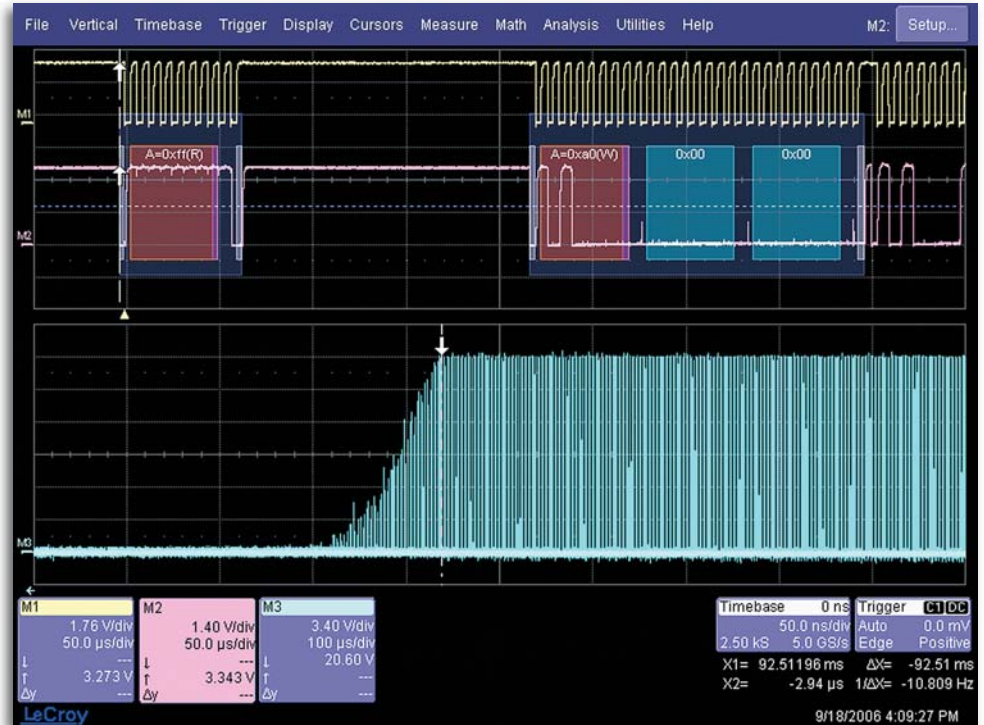 File Vertical Timebase Trigger Display Cursors Measure Math Analysis Utilities Help M2: Setup...
M1
A=0xff(R) A=0xa0(W) 0x00 0x00
M2
M3
M1 M2 M3
1.76 V/div 1.40 V/div 3.40 V/div
50.0 µs/div 50.0 µs/div 100 µs/div
--- --- 20.60 V
3.273 V 3.343 V ---
Δy --- Δy --- Δy ---
Timebase 0 ns Trigger C1 DC
50.0 ns/div Auto 0.0 mV
2.50 kS 5.0 GS/s Edge Positive
X1= 92.51196 ms ΔX= -92.51 ms
X2= -2.94 µs 1/ΔX= -10.809 Hz
LeCroy 9/18/2006 4:09:27 PM